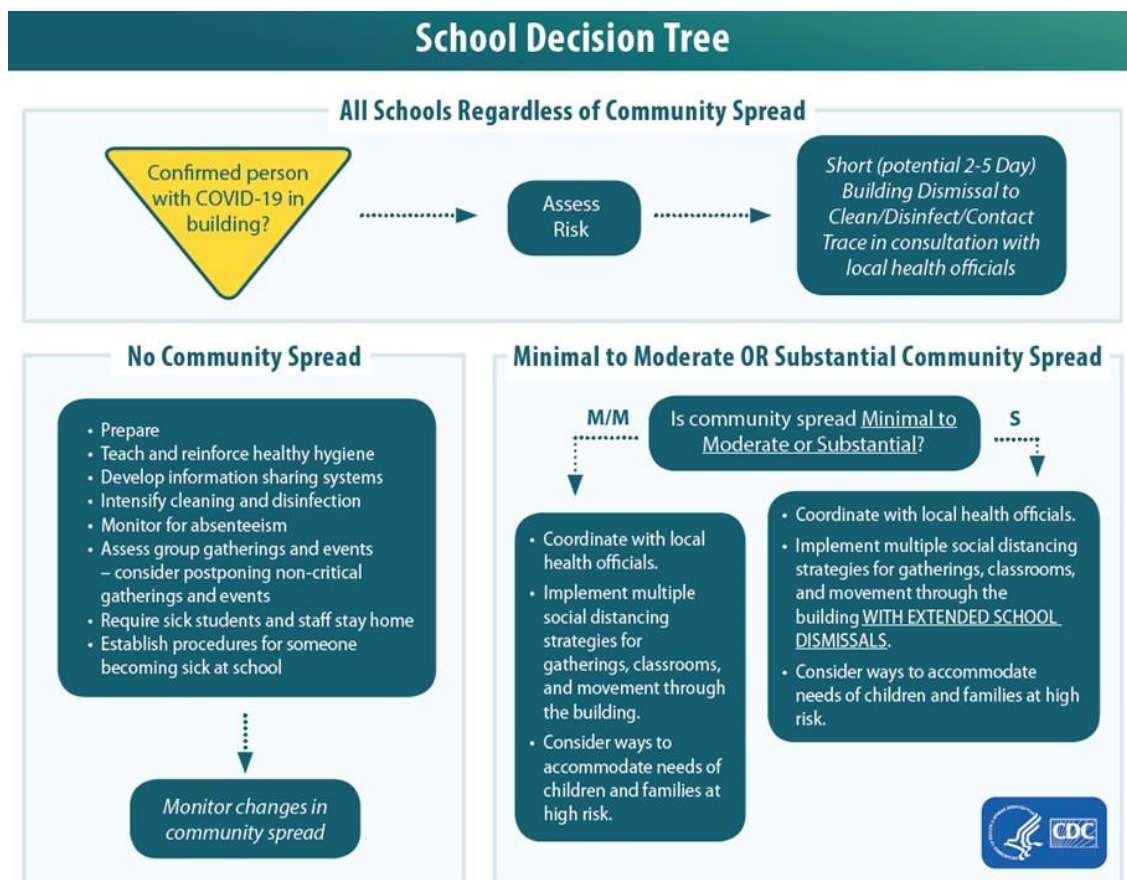 School Decision Tree
All Schools Regardless of Community Spread
Confirmed person
with COVID-19 in
building?
Assess
Risk
Short (potential 2-5 Day)
Building Dismissal to
Clean/Disinfect/Contact
Trace in consultation with
local health officials
No Community Spread
• Prepare
• Teach and reinforce healthy hygiene
• Develop information sharing systems
• Intensify cleaning and disinfection
• Monitor for absenteeism
• Assess group gatherings and events
– consider postponing non-critical
gatherings and events
• Require sick students and staff stay home
• Establish procedures for someone
becoming sick at school
Monitor changes in
community spread
Minimal to Moderate OR Substantial Community Spread
M/M
Is community spread Minimal to
Moderate or Substantial?
S
• Coordinate with local
health officials.
• Implement multiple
social distancing
strategies for
gatherings, classrooms,
and movement through
the building.
• Consider ways to
accommodate needs of
children and families at
high risk.
• Coordinate with local health officials.
• Implement multiple social distancing
strategies for gatherings, classrooms,
and movement through the
building WITH EXTENDED SCHOOL
DISMISSALS.
• Consider ways to accommodate
needs of children and families at high
risk.
CDC